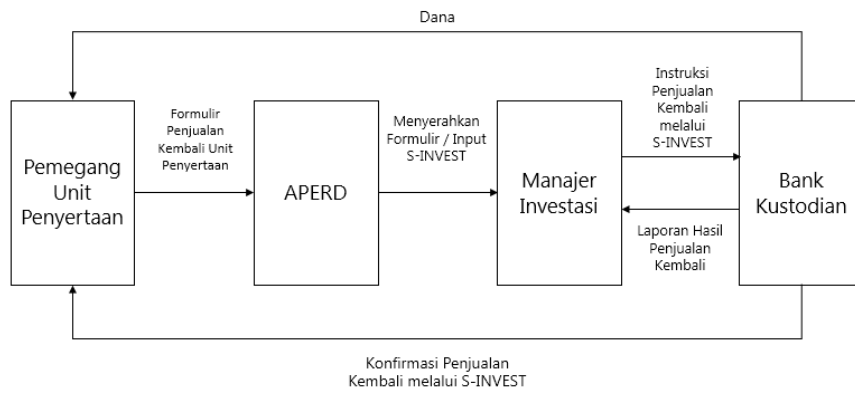 Dana
Pemegang
Unit
Penyertaan
Formulir
Penjualan
Kembali Unit
Penyertaan
APERD
Menyerahkan
Formulir / Input
S-INVEST
Manajer
Investasi
Instruksi
Penjualan
Kembali
melalui
S-INVEST
Laporan Hasil
Penjualan
Kembali
Bank
Kustodian
Konfirmasi Penjualan
Kembali melalui S-INVEST